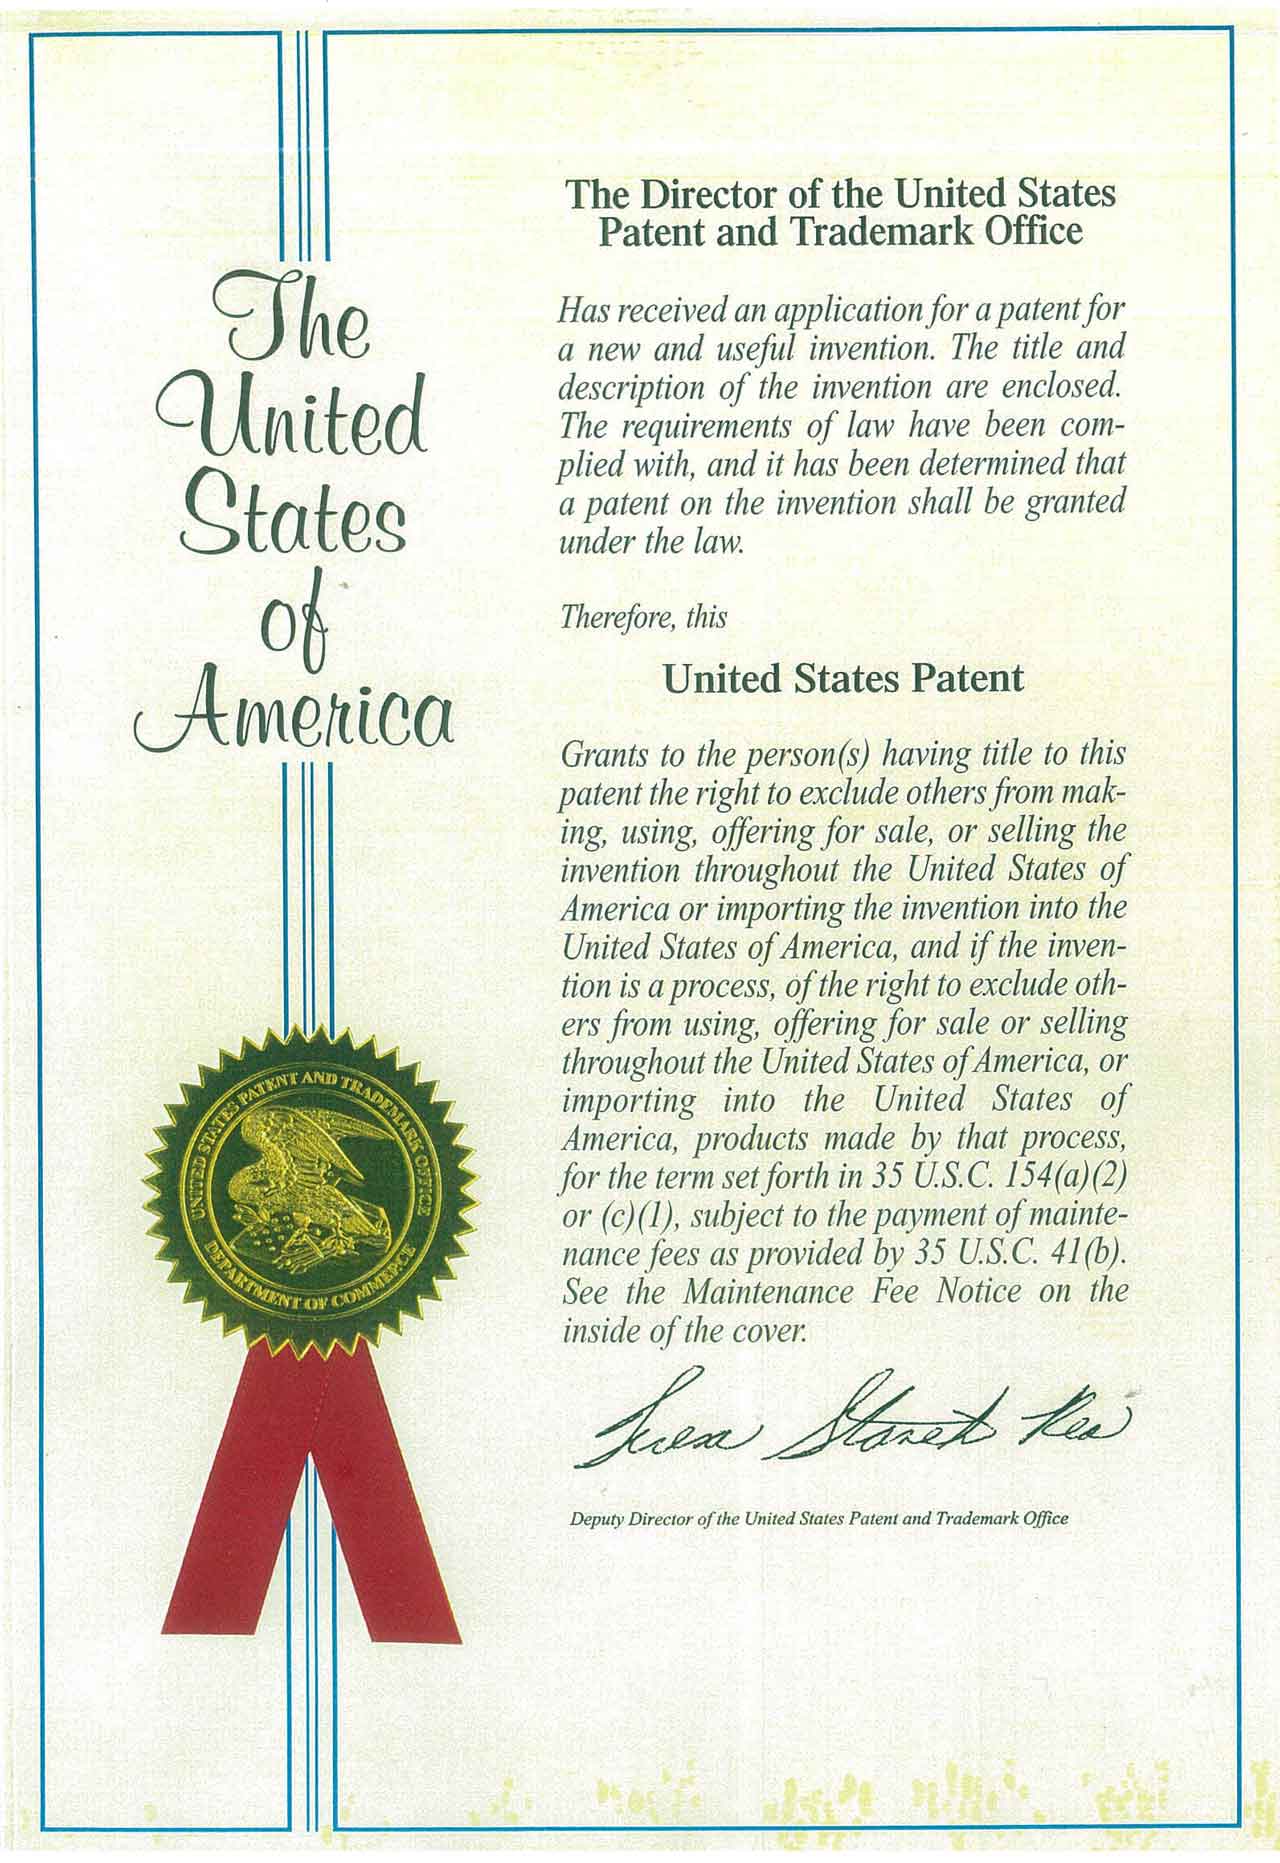 The
United
States
of
America
UNITED STATES PATENT AND TRADEMARK OFFICE
DEPARTMENT OF COMMERCE
The Director of the United States
Patent and Trademark Office
Has received an application for a patent for
a new and useful invention. The title and
description of the invention are enclosed.
The requirements of law have been com-
plied with, and it has been determined that
a patent on the invention shall be granted
under the law.
Therefore, this
United States Patent
Grants to the person(s) having title to this
patent the right to exclude others from mak-
ing, using, offering for sale, or selling the
invention throughout the United States of
America or importing the invention into the
United States of America, and if the inven-
tion is a process, of the right to exclude oth-
ers from using, offering for sale or selling
throughout the United States of America, or
importing into the United States of
America, products made by that process,
for the term set forth in 35 U.S.C. 154(a)(2)
or (c)(1), subject to the payment of mainte-
nance fees as provided by 35 U.S.C. 41(b).
See the Maintenance Fee Notice on the
inside of the cover.
Teresa Stanek Rea
Deputy Director of the United States Patent and Trademark Office